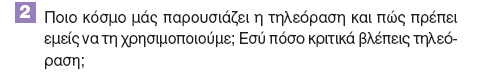 2 Ποιο κόσμο μάς παρουσιάζει η τηλεόραση και πώς πρέπει
εμείς να τη χρησιμοποιούμε; Εσύ πόσο κριτικά βλέπεις τηλεό-
ραση;